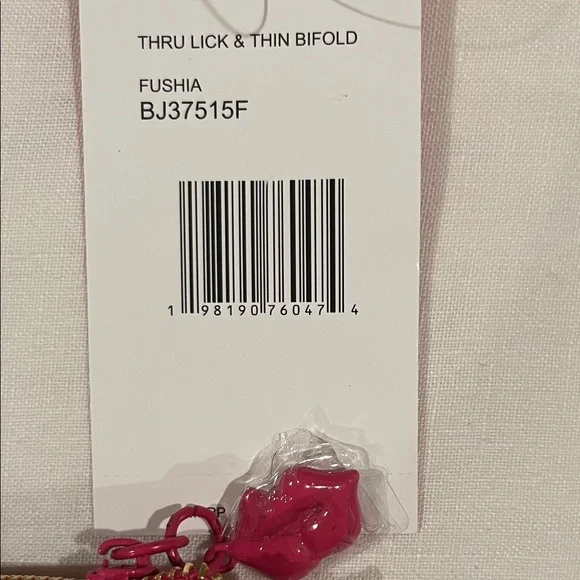 THRU LICK & THIN BIFOLD
FUSHIA
BJ37515F
1 98190 76047 4